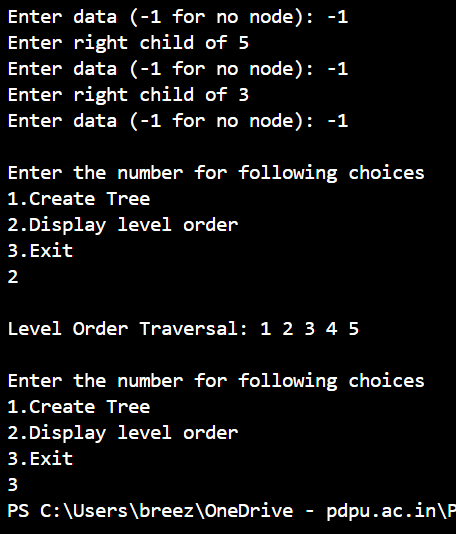 Enter data (-1 for no node): -1
Enter right child of 5
Enter data (-1 for no node): -1
Enter right child of 3
Enter data (-1 for no node): -1
Enter the number for following choices
1.Create Tree
2.Display level order
3.Exit
2
Level Order Traversal: 1 2 3 4 5
Enter the number for following choices
1.Create Tree
2.Display level order
3.Exit
3
PS C:\Users\breez\OneDrive - pdpu.ac.in\P